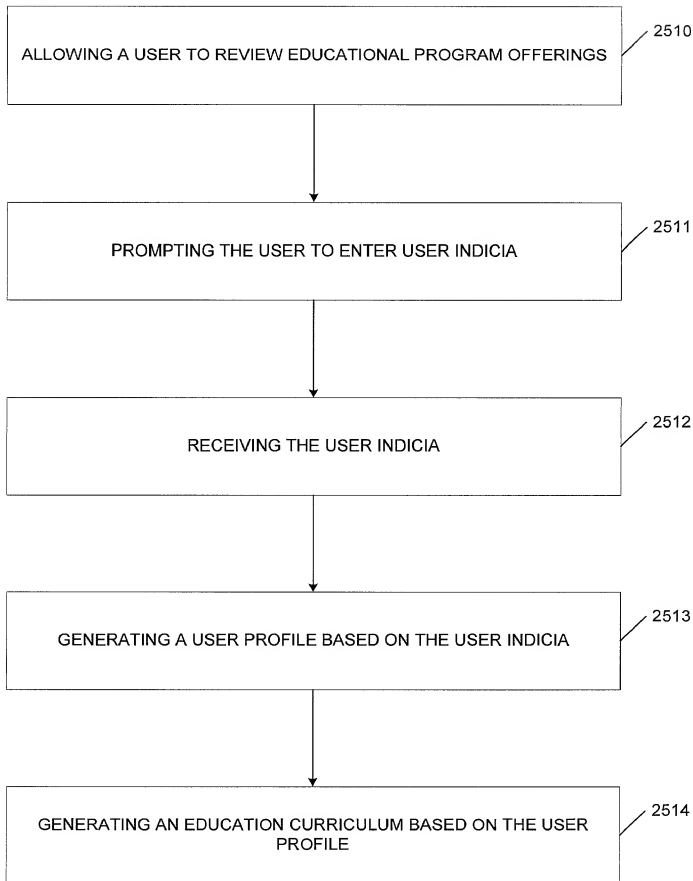 2510
ALLOWING A USER TO REVIEW EDUCATIONAL PROGRAM OFFERINGS
2511
PROMPTING THE USER TO ENTER USER INDICIA
2512
RECEIVING THE USER INDICIA
2513
GENERATING A USER PROFILE BASED ON THE USER INDICIA
2514
GENERATING AN EDUCATION CURRICULUM BASED ON THE USER
PROFILE